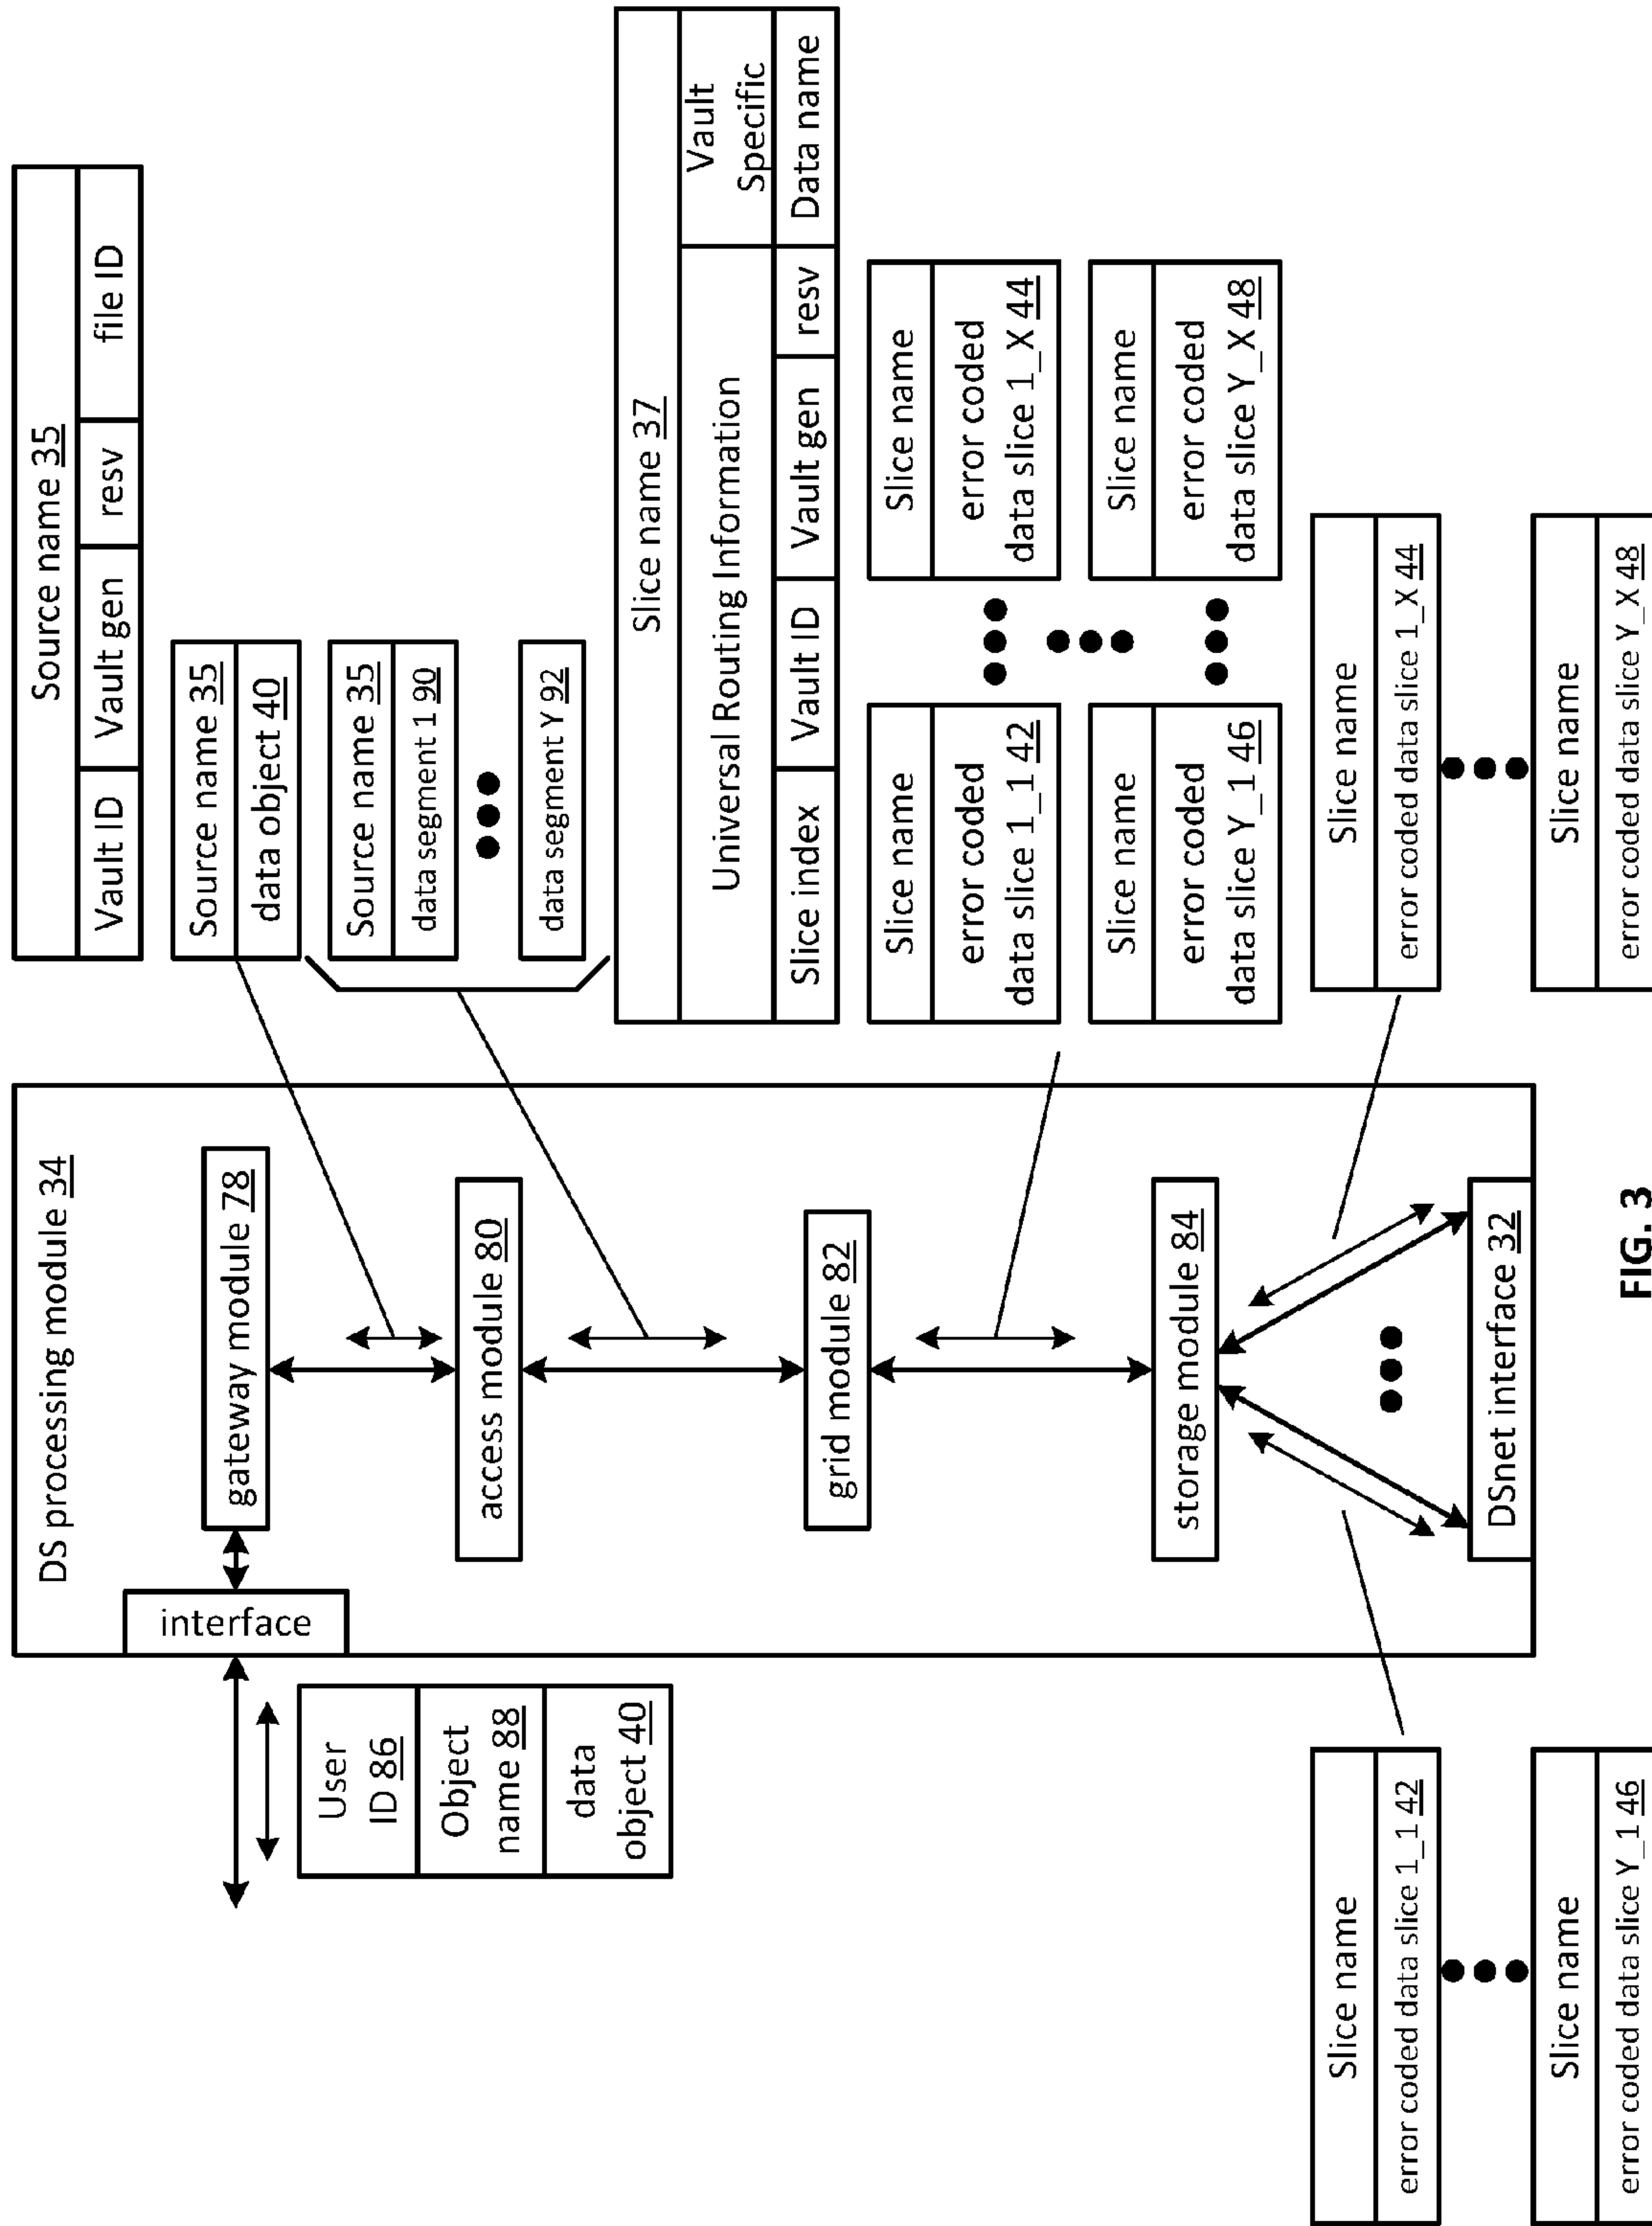 DS processing module 34
interface
gateway module 78
access module 80
grid module 82
storage module 84
DSnet interface 32
User
ID 86
Object
name 88
data
object 40
Source name 35
Vault ID
Vault gen
resv
file ID
Source name 35
data object 40
Source name 35
data segment 1 90
data segment Y 92
Slice name 37
Universal Routing Information
Vault
Specific
Slice index
Vault ID
Vault gen
resv
Data name
Slice name
error coded
data slice 1_1 42
Slice name
error coded
data slice 1_X 44
Slice name
error coded
data slice Y_1 46
Slice name
error coded
data slice Y_X 48
Slice name
error coded data slice 1_1 42
Slice name
error coded data slice Y_1 46
Slice name
error coded data slice 1_X 44
Slice name
error coded data slice Y_X 48
FIG. 3